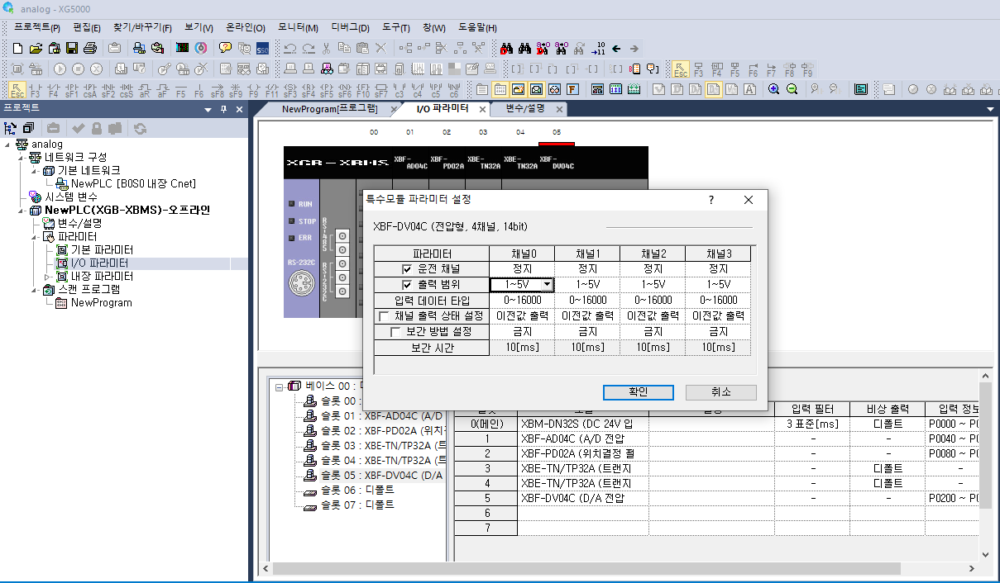 analog - XG5000
프로젝트(P) 편집(E) 찾기/바꾸기(F) 보기(V) 온라인(O) 모니터(M) 디버그(D) 도구(T) 창(W) 도움말(H)
Esc F3 F4 F5 F6 F7 F8 F9
Esc F3 F4 sF1 csA sF2 csS aR aF F5 F6 sF8 sF9 F9 F11 sF3 sF4 sF5 sF6 F10 sF7 c3 c4 c5 c6
프로젝트
NewProgram[프로그램] I/O 파라미터 변수/설명
analog
네트워크 구성
기본 네트워크
NewPLC [B0S0 내장 Cnet]
시스템 변수
NewPLC(XGB-XBMS)-오프라인
변수/설명
파라미터
기본 파라미터
I/O 파라미터
내장 파라미터
스캔 프로그램
NewProgram
00 01 02 03 04 05
XGB-XBMS
XBF-AD04C
XBF-PD02A
XBE-TN32A
XBE-TN32A
XBF-DV04C
RUN
STOP
ERR
RS-232C
RS-485
RS-232C
특수모듈 파라미터 설정
XBF-DV04C (전압형, 4채널, 14bit)
파라미터 채널0 채널1 채널2 채널3
운전 채널 정지 정지 정지 정지
출력 범위 1~5V 1~5V 1~5V 1~5V
입력 데이터 타입 0~16000 0~16000 0~16000 0~16000
채널 출력 상태 설정 이전값 출력 이전값 출력 이전값 출력 이전값 출력
보간 방법 설정 금지 금지 금지 금지
보간 시간 10[ms] 10[ms] 10[ms] 10[ms]
확인 취소
베이스 00 :
슬롯 00 :
슬롯 01 : XBF-AD04C (A/D
슬롯 02 : XBF-PD02A (위치
슬롯 03 : XBE-TN/TP32A (트
슬롯 04 : XBE-TN/TP32A (트
슬롯 05 : XBF-DV04C (D/A
슬롯 06 : 디폴트
슬롯 07 : 디폴트
입력 필터 비상 출력 입력 정보
0(메인) XBM-DN32S (DC 24V 입 3 표준[ms] 디폴트 P0000 ~ P0
1 XBF-AD04C (A/D 전압 - - P0040 ~ P0
2 XBF-PD02A (위치결정 펄 - - P0080 ~ P0
3 XBE-TN/TP32A (트랜지 - 디폴트 -
4 XBE-TN/TP32A (트랜지 - 디폴트 -
5 XBF-DV04C (D/A 전압 - - P0200 ~ P0
6
7